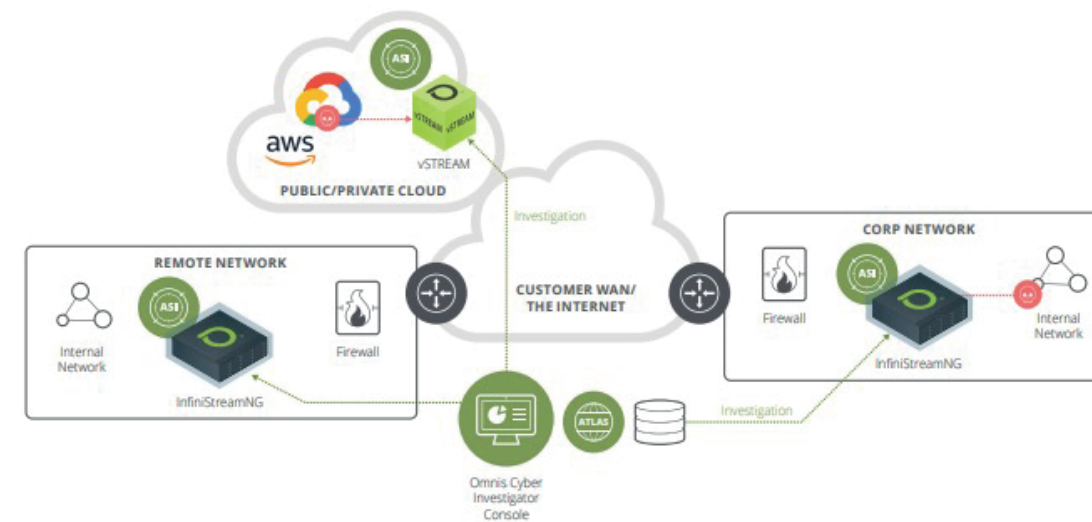 ASI
aws
VSTREAM VSTREAM
vSTREAM
PUBLIC/PRIVATE CLOUD
Investigation
REMOTE NETWORK
ASI
Internal
Network
InfiniStreamNG
Firewall
CUSTOMER WAN/
THE INTERNET
CORP NETWORK
Firewall
ASI
InfiniStreamNG
Internal
Network
ATLAS
Investigation
Omnis Cyber
Investigator
Console